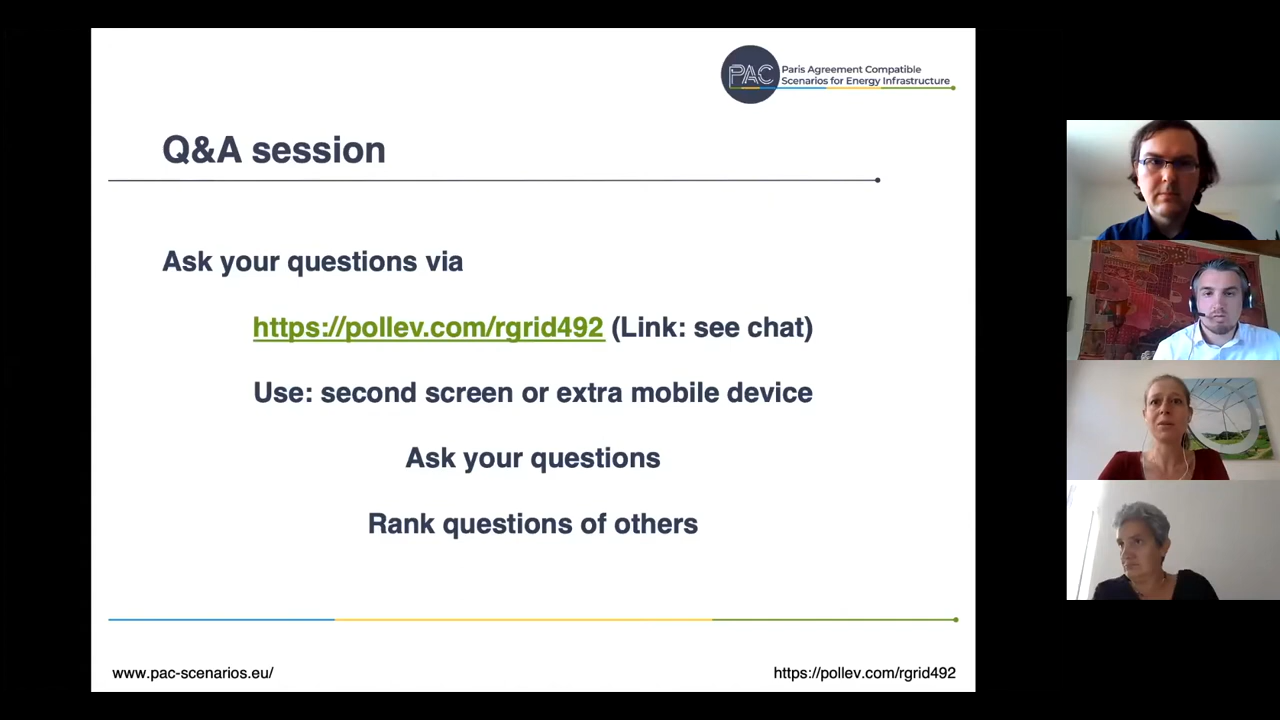 PAC
Paris Agreement Compatible
Scenarios for Energy Infrastructure
Q&A session
Ask your questions via
https://pollev.com/rgrid492 (Link: see chat)
Use: second screen or extra mobile device
Ask your questions
Rank questions of others
www.pac-scenarios.eu/
https://pollev.com/rgrid492